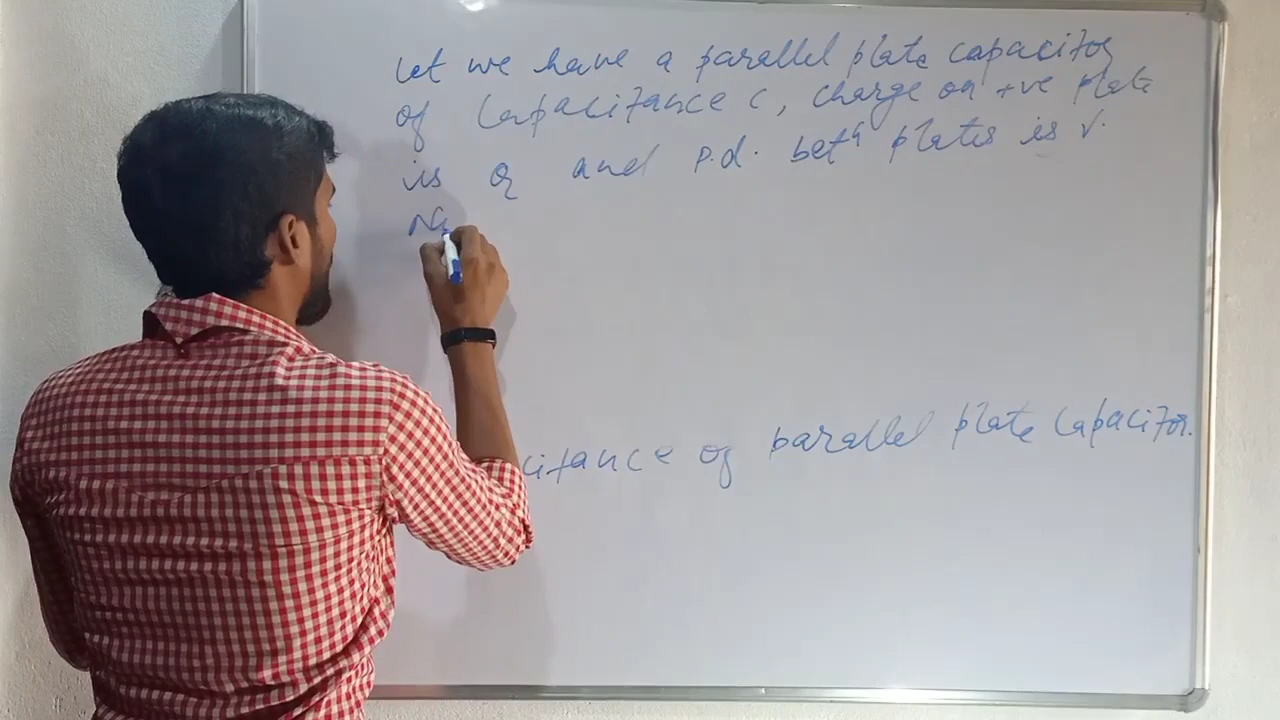 Let we have a parallel plate capacitor
of Capacitance C, charge on +ve plate
is q and p.d. betⁿ plates is V.
citance of parallel plate capacitor.